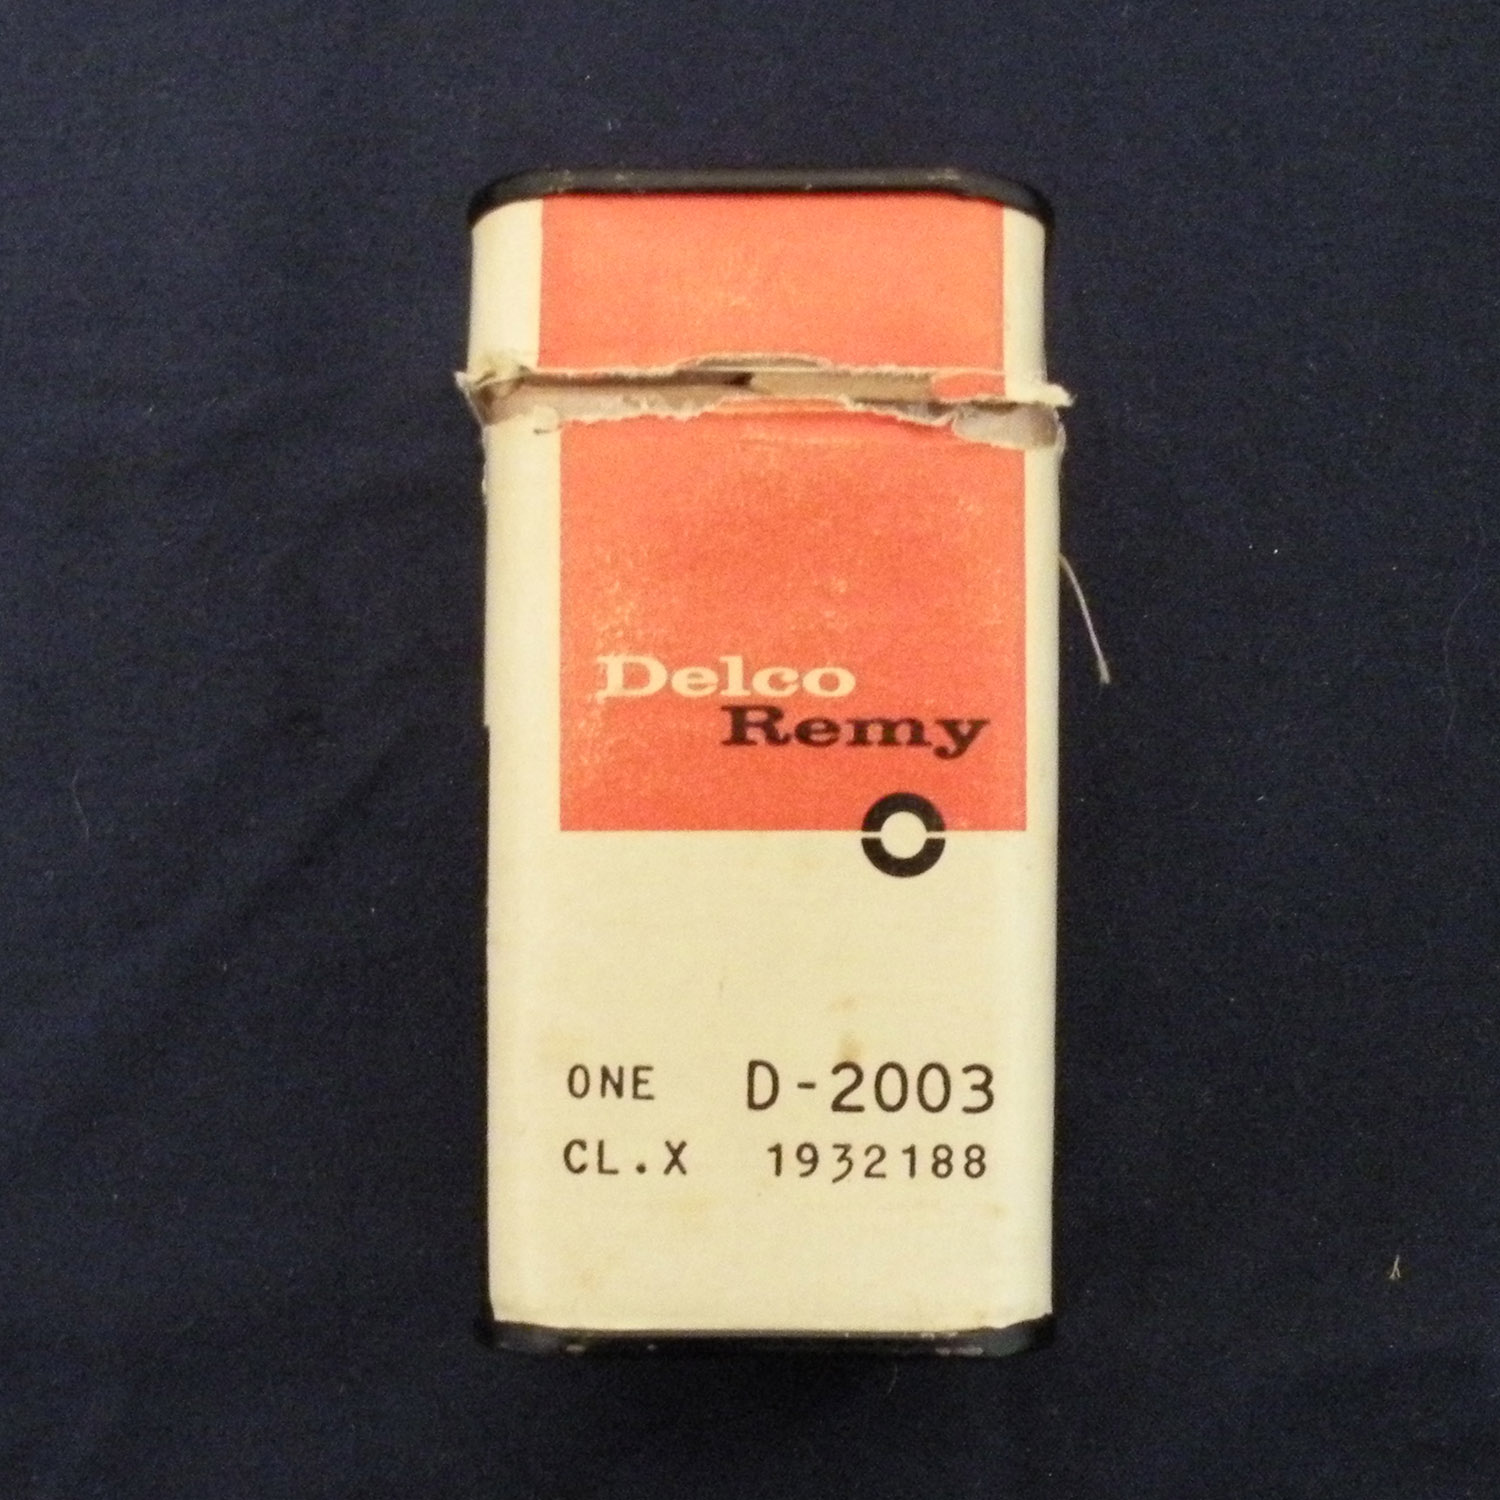 Delco
Remy
ONE D-2003
CL.X 1932188